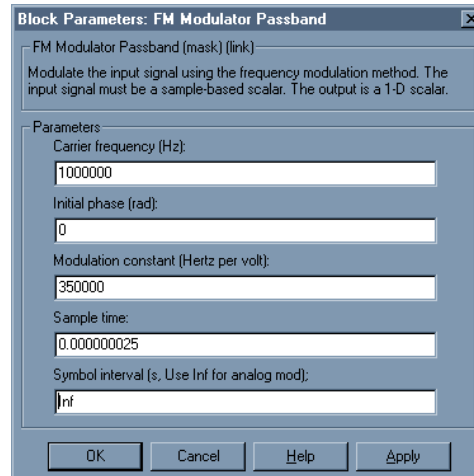 Block Parameters: FM Modulator Passband
FM Modulator Passband (mask) (link)
Modulate the input signal using the frequency modulation method. The
input signal must be a sample-based scalar. The output is a 1-D scalar.
Parameters
Carrier frequency (Hz):
1000000
Initial phase (rad):
0
Modulation constant (Hertz per volt):
350000
Sample time:
0.000000025
Symbol interval (s, Use Inf for analog mod);
Inf
OK Cancel Help Apply